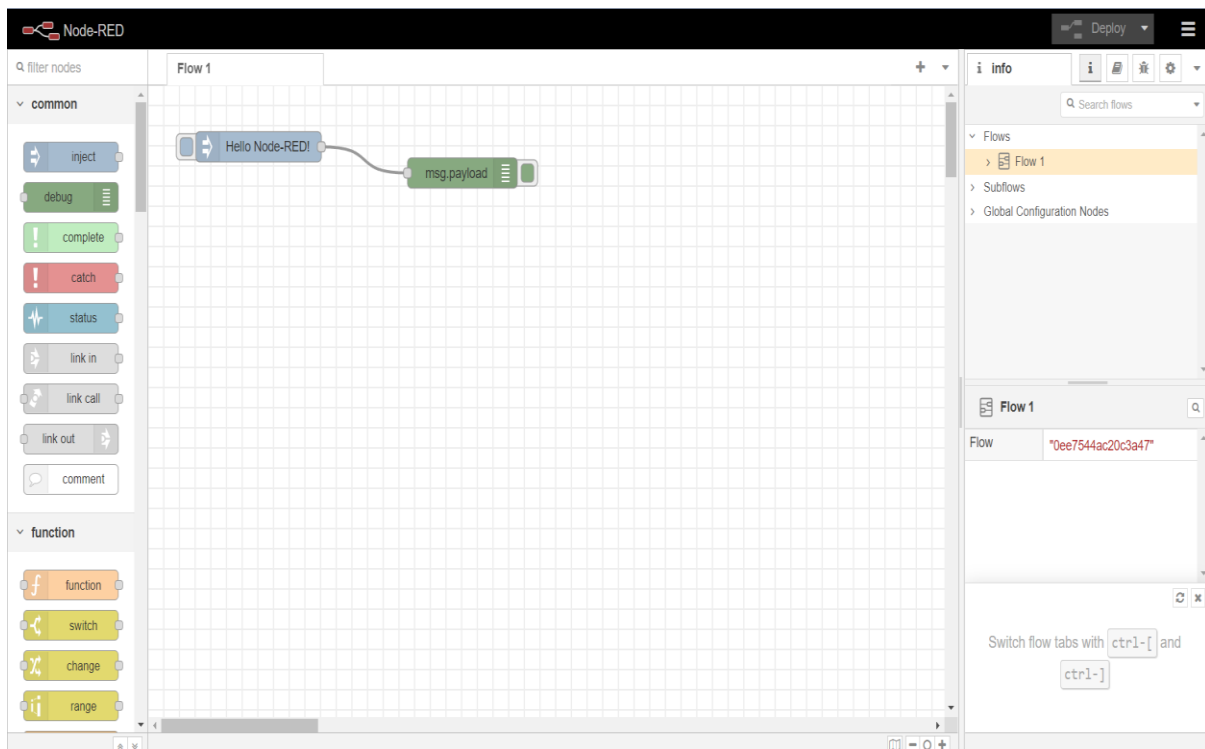 Node-RED
Deploy
filter nodes
Flow 1
i info
i
Search flows
common
inject
debug
complete
catch
status
link in
link call
link out
comment
function
function
switch
change
range
Hello Node-RED!
msg.payload
Flows
Flow 1
Subflows
Global Configuration Nodes
Flow 1
Flow "0ee7544ac20c3a47"
Switch flow tabs with ctrl-[ and
ctrl-]